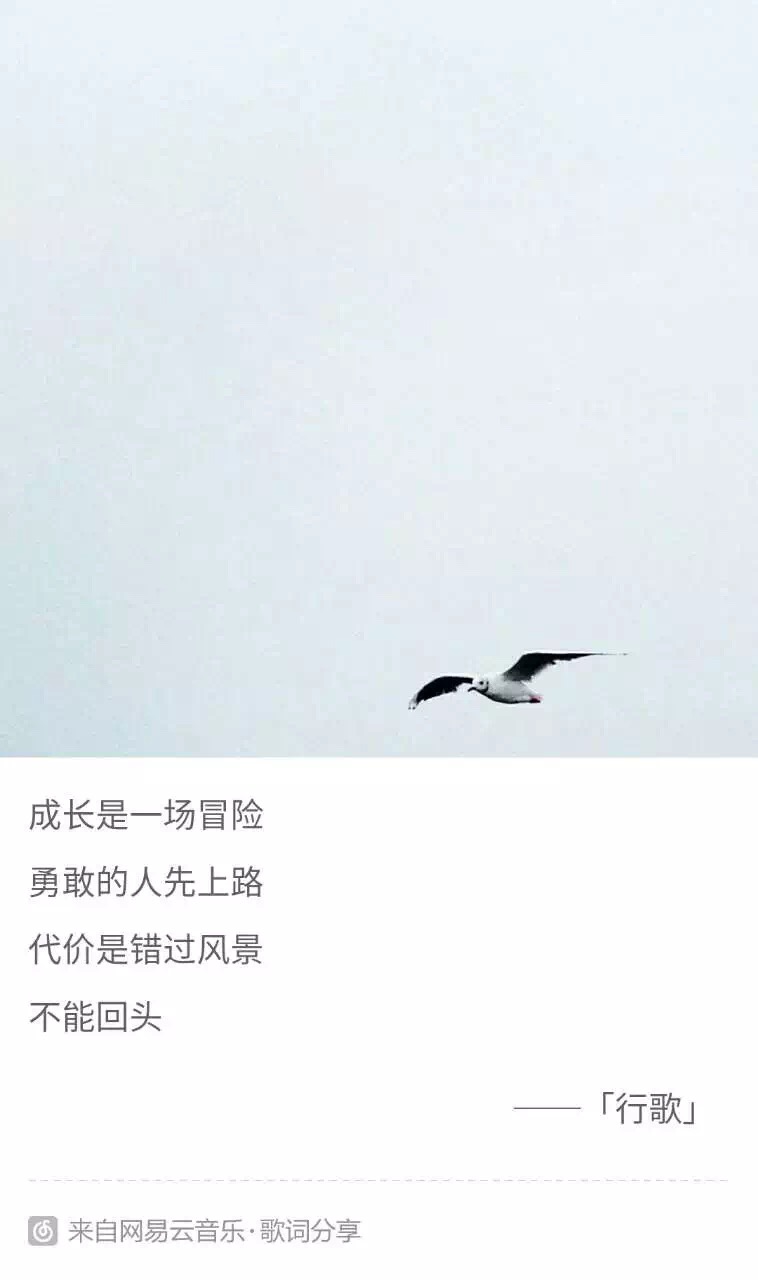 成长是一场冒险
勇敢的人先上路
代价是错过风景
不能回头
——「行歌」
来自网易云音乐·歌词分享